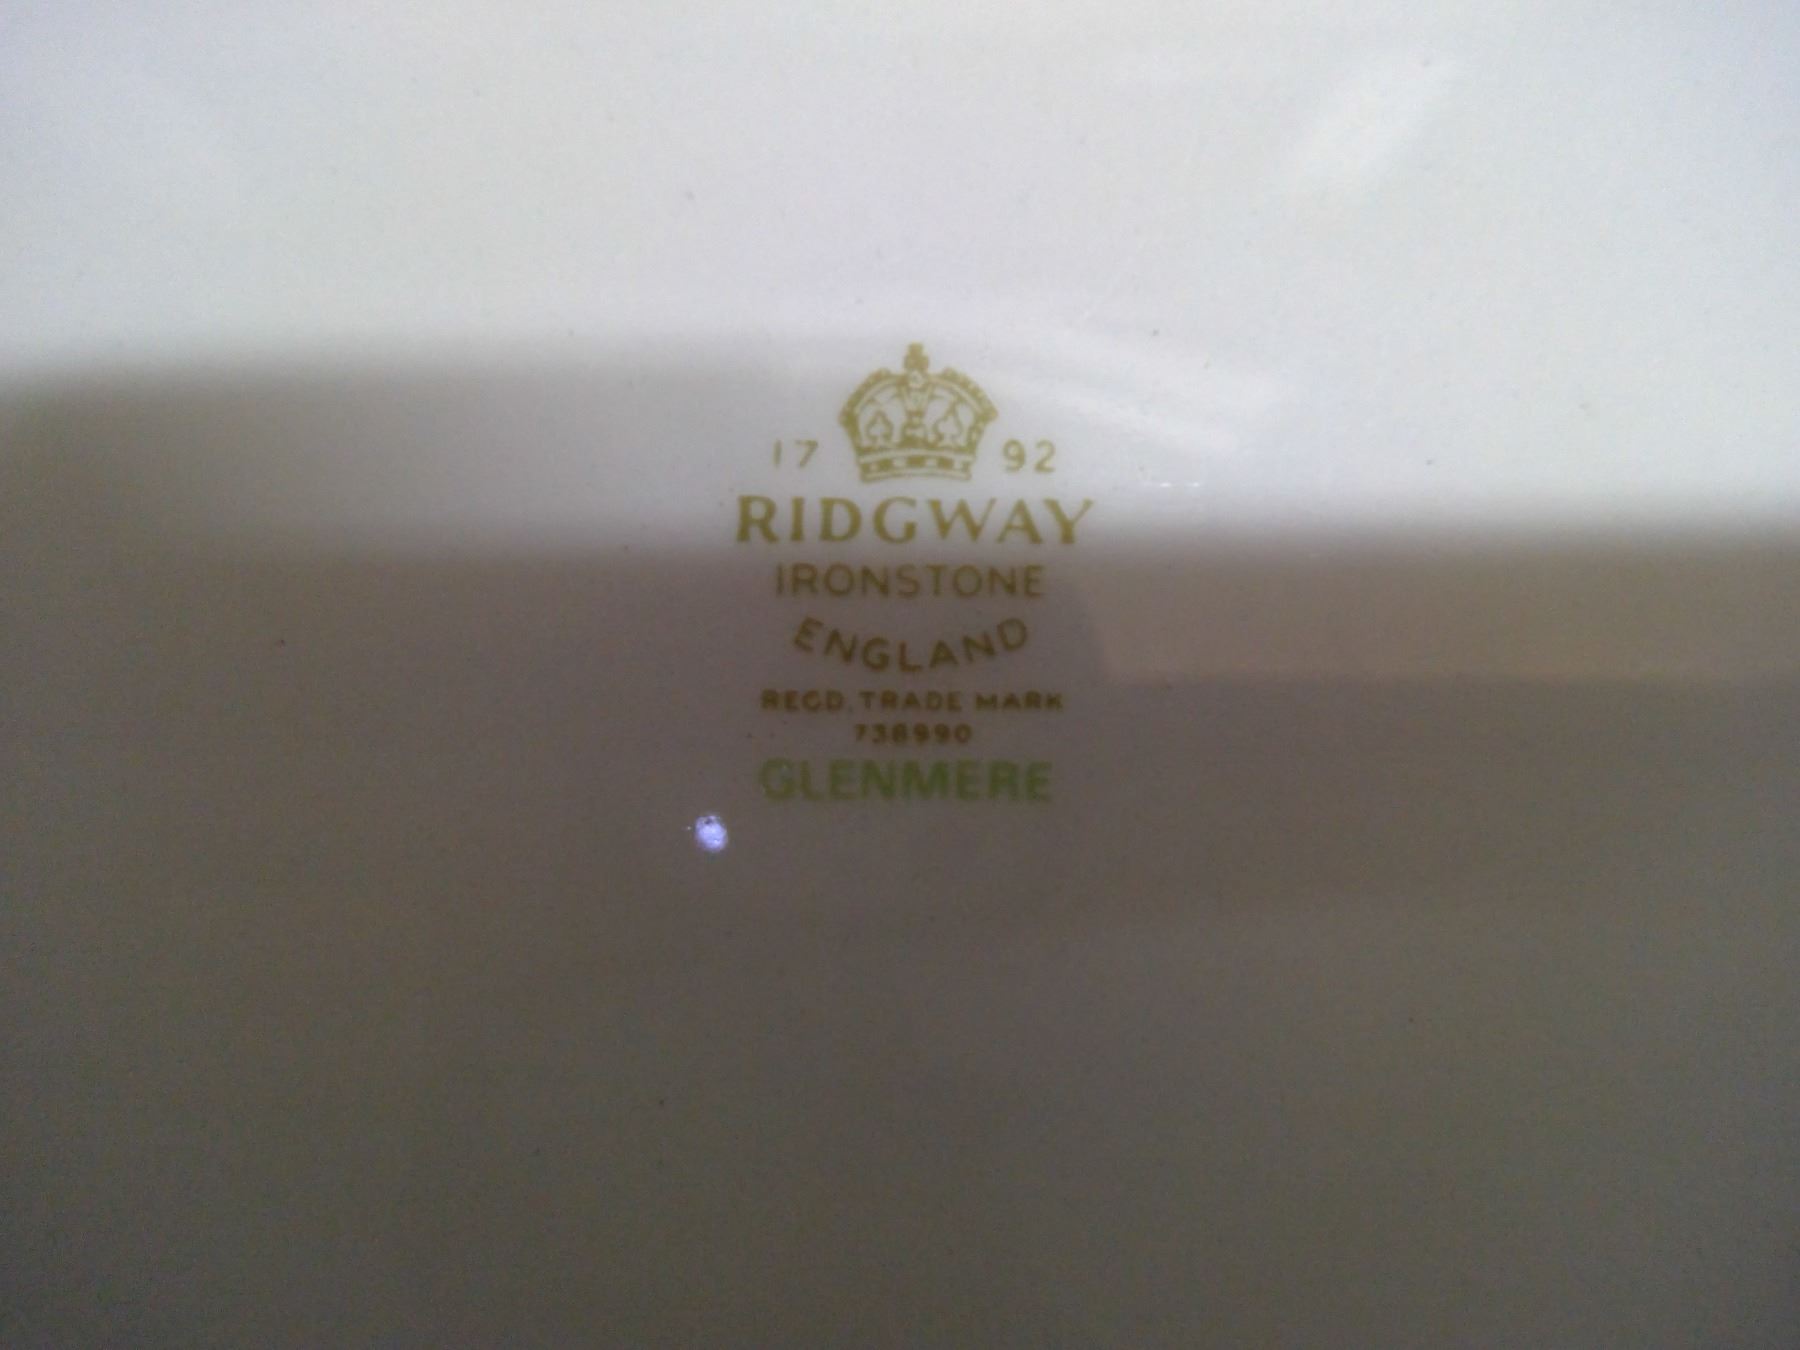 17 92
RIDGWAY
IRONSTONE
ENGLAND
REGD. TRADE MARK
738990
GLENMERE